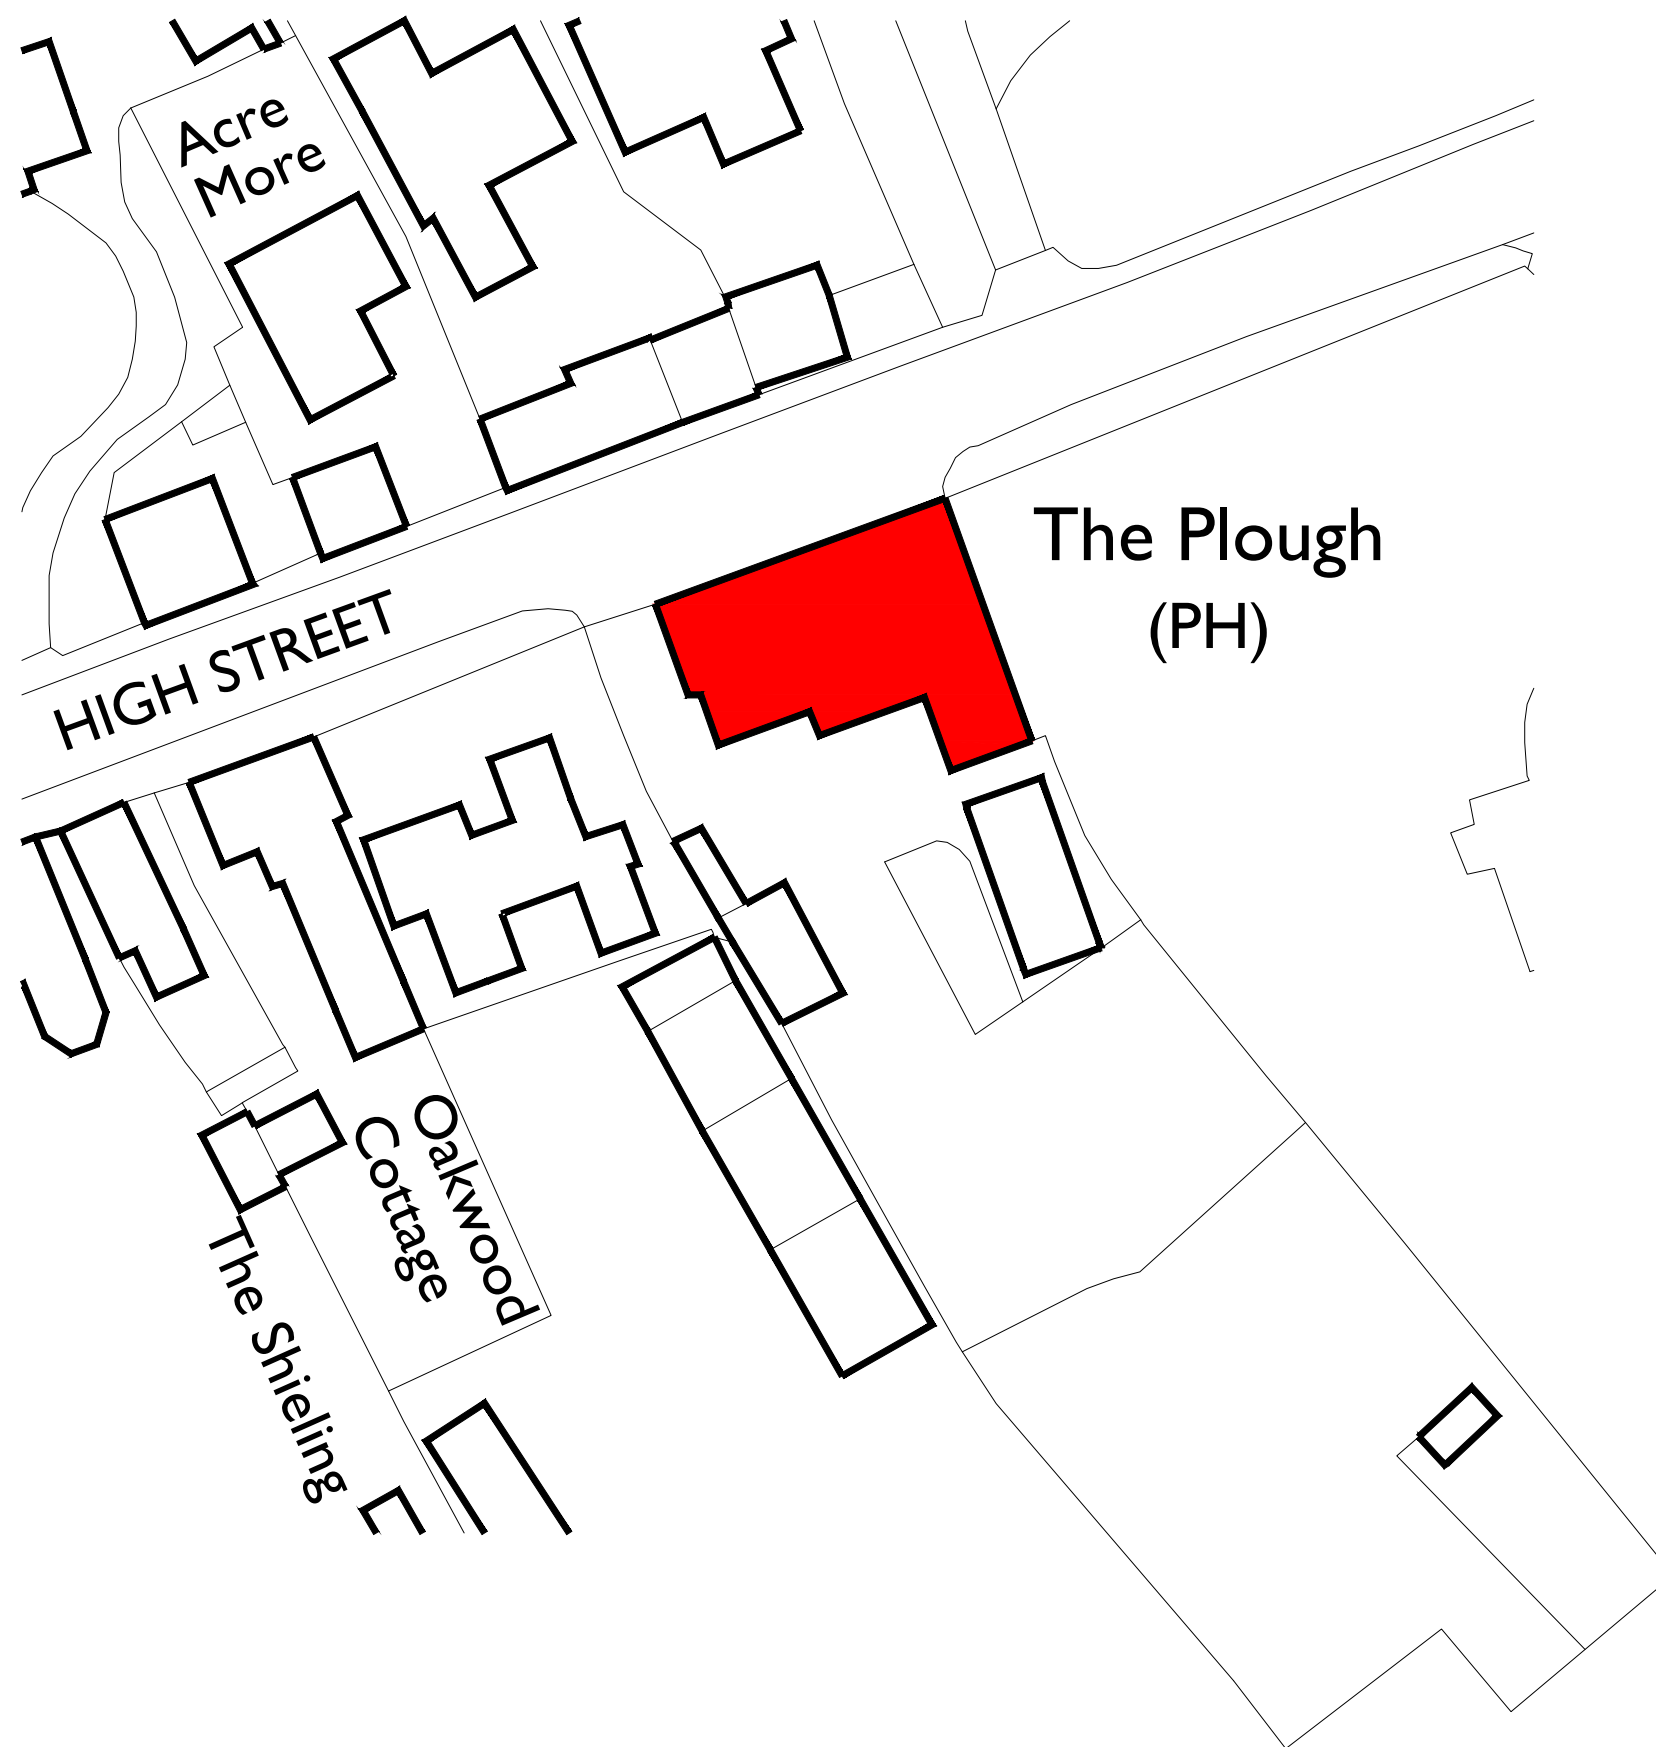 Acre
More
The Plough
(PH)
HIGH STREET
Oakwood
Cottage
The Shieling